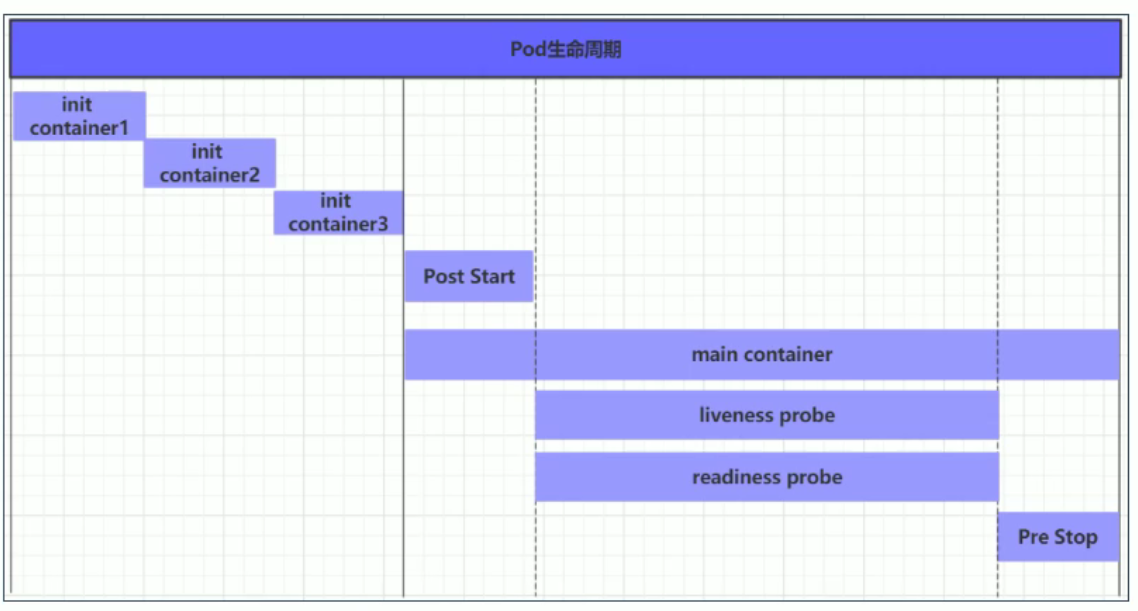 Pod生命周期
init
container1
init
container2
init
container3
Post Start
main container
liveness probe
readiness probe
Pre Stop